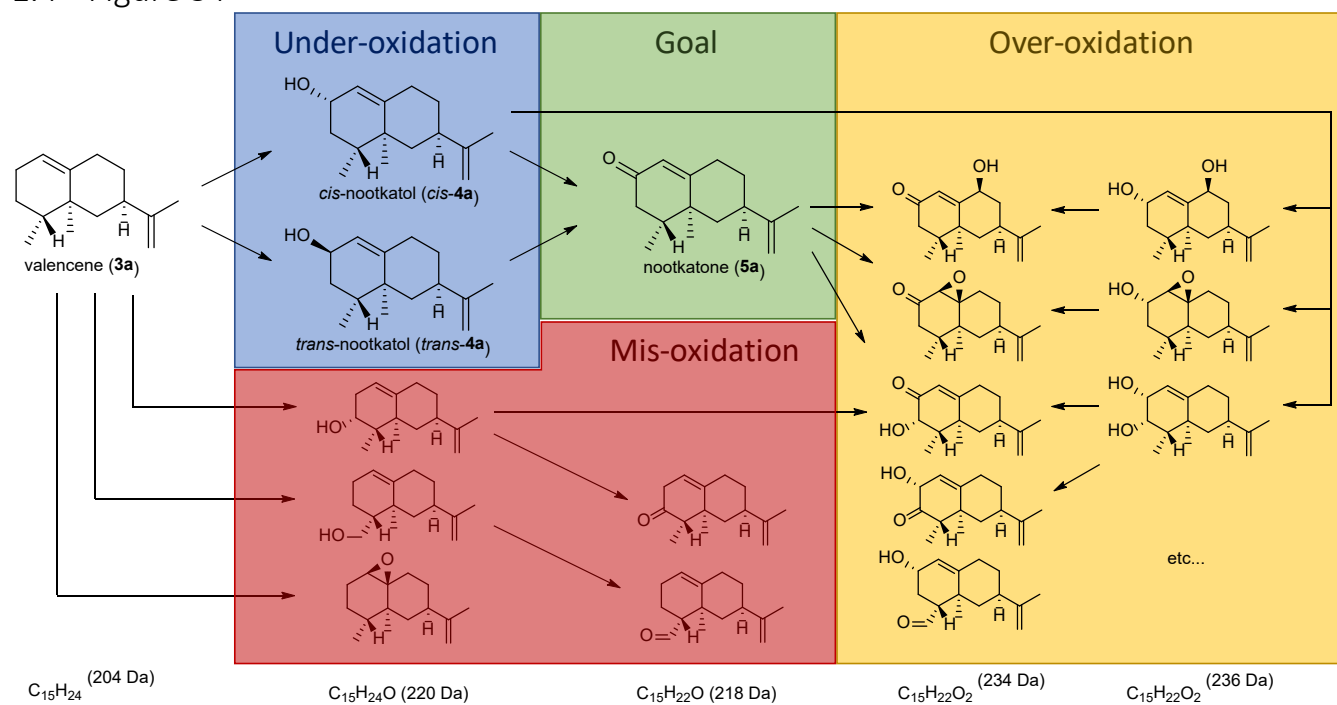 Under-oxidation
Goal
Over-oxidation
HO
H
H
cis-nootkatol (cis-4a)
O
H
H
nootkatone (5a)
OH
O
H
H
OH
HO
H
H
H
H
valencene (3a)
HO
H
H
trans-nootkatol (trans-4a)
O
O
H
H
O
HO
H
H
Mis-oxidation
HO
H
H
O
HO
H
H
HO
HO
H
H
HO
H
H
O
H
H
HO
O
H
H
O
H
H
O
H
H
HO
O
H
H
etc...
C15H24 (204 Da)
C15H24O (220 Da)
C15H22O (218 Da)
C15H22O2 (234 Da)
C15H22O2 (236 Da)